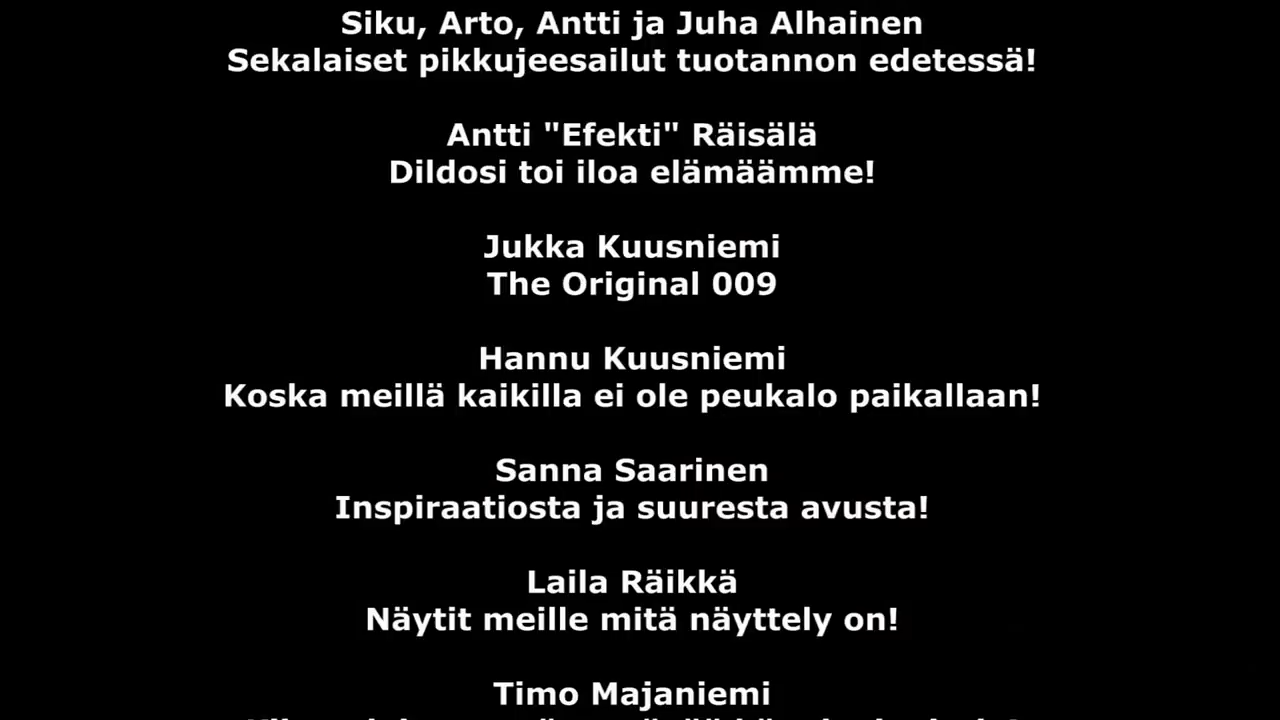 Siku, Arto, Antti ja Juha Alhainen
Sekalaiset pikkujeesailut tuotannon edetessä!
Antti "Efekti" Räisälä
Dildosi toi iloa elämäämme!
Jukka Kuusniemi
The Original 009
Hannu Kuusniemi
Koska meillä kaikilla ei ole peukalo paikallaan!
Sanna Saarinen
Inspiraatiosta ja suuresta avusta!
Laila Räikkä
Näytit meille mitä näyttely on!
Timo Majaniemi